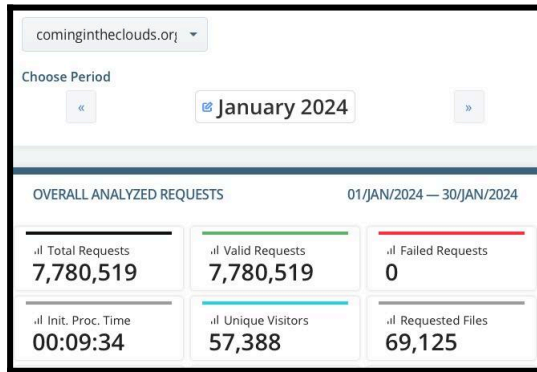 comingintheclouds.org
Choose Period
« January 2024 »
OVERALL ANALYZED REQUESTS 01/JAN/2024 — 30/JAN/2024
Total Requests Valid Requests Failed Requests
7,780,519 7,780,519 0
Init. Proc. Time Unique Visitors Requested Files
00:09:34 57,388 69,125